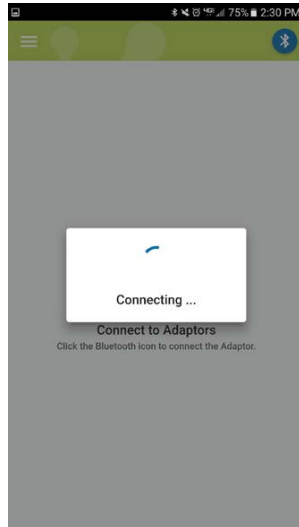 75% 2:30 PM
Connecting ...
Connect to Adaptors
Click the Bluetooth icon to connect the Adaptor.